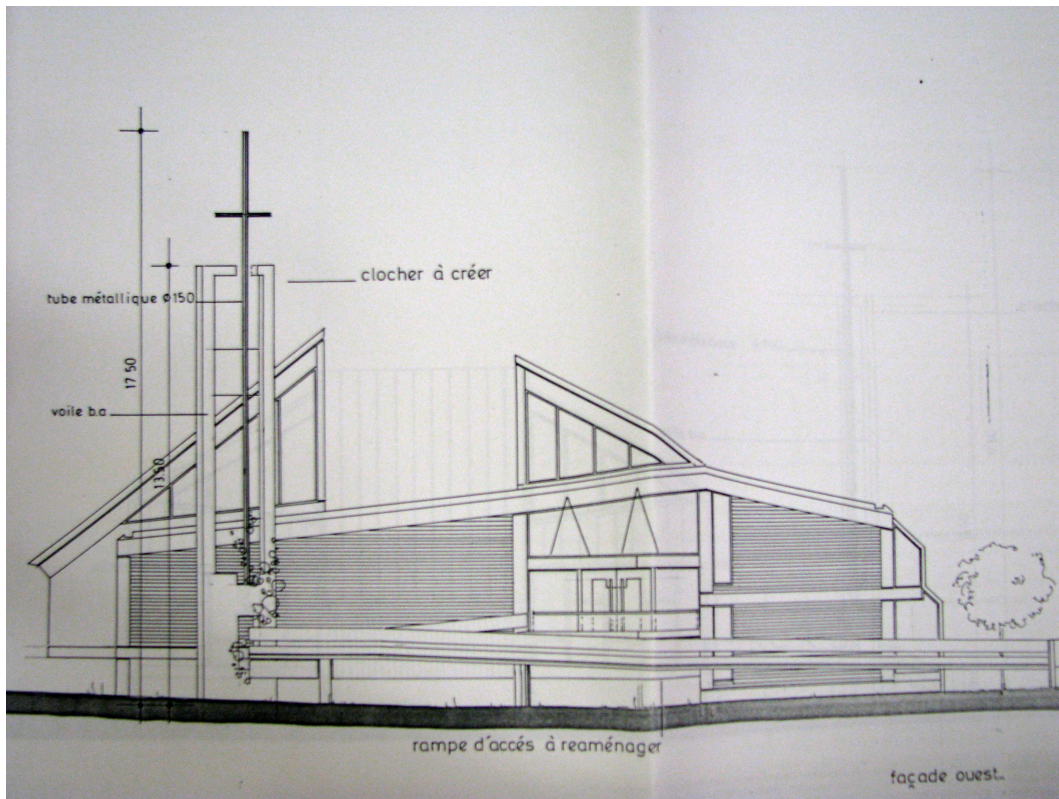 clocher à créer
tube métallique ø150
17 50
voile b.a
13.50
rampe d'accés à reaménager
façade ouest.